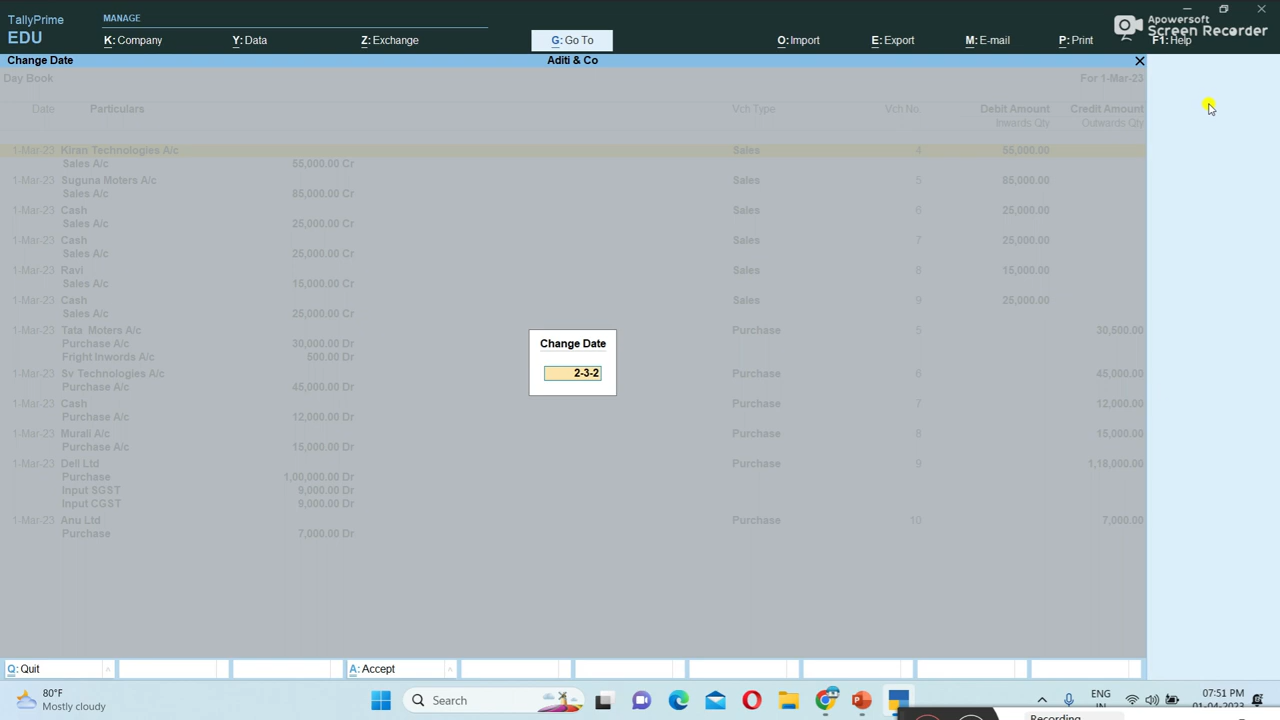 TallyPrime MANAGE
EDU K: Company Y: Data Z: Exchange G: Go To O: Import E: Export M: E-mail P: Print F1: Help
Apowersoft
Screen Recorder
Change Date Aditi & Co
Day Book For 1-Mar-23
Date Particulars Vch Type Vch No. Debit Amount Credit Amount
Inwards Qty Outwards Qty
1-Mar-23 Kiran Technologies A/c Sales 4 55,000.00
Sales A/c 55,000.00 Cr
1-Mar-23 Suguna Moters A/c Sales 5 85,000.00
Sales A/c 85,000.00 Cr
1-Mar-23 Cash Sales 6 25,000.00
Sales A/c 25,000.00 Cr
1-Mar-23 Cash Sales 7 25,000.00
Sales A/c 25,000.00 Cr
1-Mar-23 Ravi Sales 8 15,000.00
Sales A/c 15,000.00 Cr
1-Mar-23 Cash Sales 9 25,000.00
Sales A/c 25,000.00 Cr
1-Mar-23 Tata Moters A/c Purchase 5 30,500.00
Purchase A/c 30,000.00 Dr
Fright Inwords A/c 500.00 Dr
1-Mar-23 Sv Technologies A/c Purchase 6 45,000.00
Purchase A/c 45,000.00 Dr
1-Mar-23 Cash Purchase 7 12,000.00
Purchase A/c 12,000.00 Dr
1-Mar-23 Murali A/c Purchase 8 15,000.00
Purchase A/c 15,000.00 Dr
1-Mar-23 Dell Ltd Purchase 9 1,18,000.00
Purchase 1,00,000.00 Dr
Input SGST 9,000.00 Dr
Input CGST 9,000.00 Dr
1-Mar-23 Anu Ltd Purchase 10 7,000.00
Purchase 7,000.00 Dr
Change Date
2-3-2
Q: Quit A: Accept
80°F
Mostly cloudy
Search
ENG
IN
07:51 PM
01-04-2023
Recording